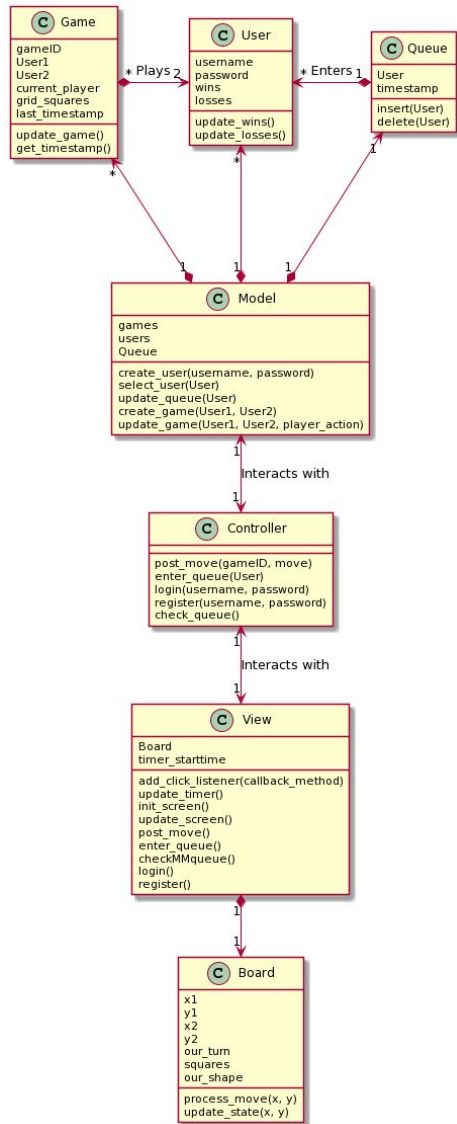 C Game
gameID
User1
User2
current_player
grid_squares
last_timestamp
update_game()
get_timestamp()
* Plays 2
C User
username
password
wins
losses
update_wins()
update_losses()
* Enters 1
C Queue
User
timestamp
insert(User)
delete(User)
* * 1
1 1 1
C Model
games
users
Queue
create_user(username, password)
select_user(User)
update_queue(User)
create_game(User1, User2)
update_game(User1, User2, player_action)
1
Interacts with
1
C Controller
post_move(gameID, move)
enter_queue(User)
login(username, password)
register(username, password)
check_queue()
1
Interacts with
1
C View
Board
timer_starttime
add_click_listener(callback_method)
update_timer()
init_screen()
update_screen()
post_move()
enter_queue()
checkMMqueue()
login()
register()
1
1
C Board
x1
y1
x2
y2
our_turn
squares
our_shape
process_move(x, y)
update_state(x, y)